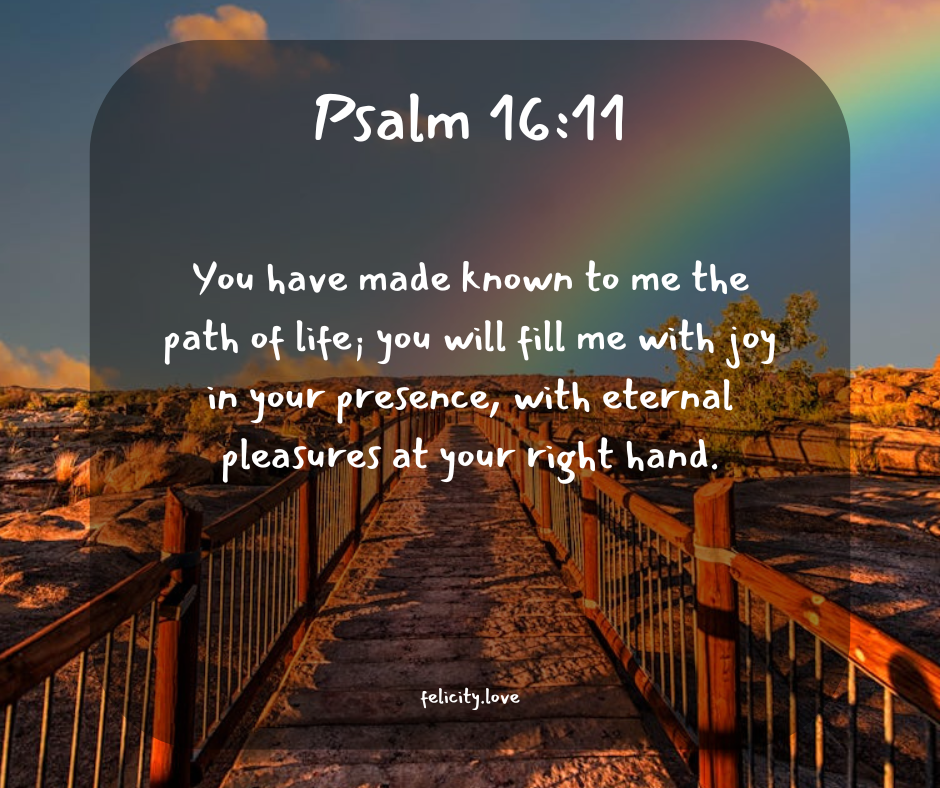 Psalm 16:11
You have made known to me the
path of life; you will fill me with joy
in your presence, with eternal
pleasures at your right hand.
felicity.love